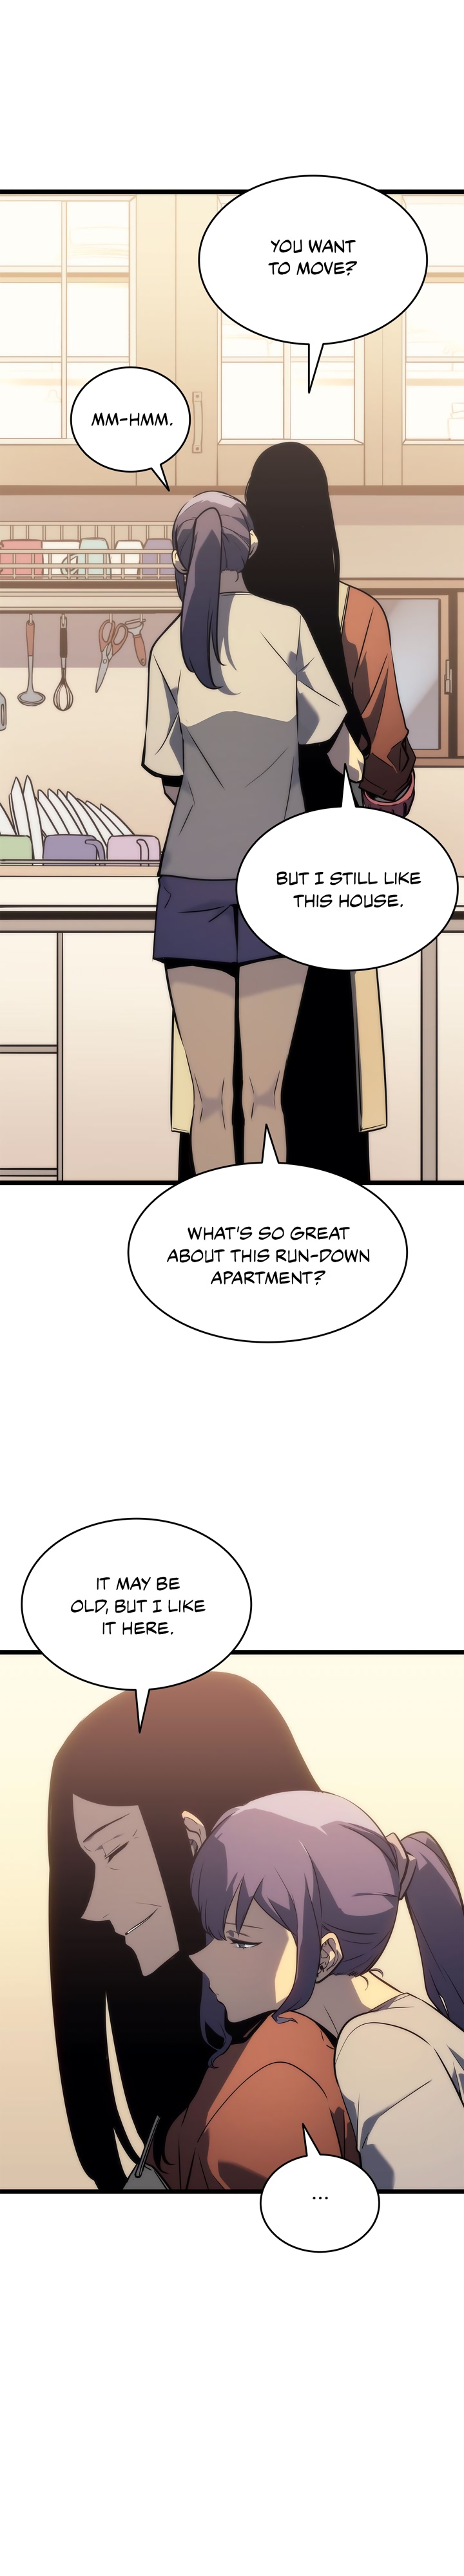 YOU WANT
TO MOVE?
MM-HMM.
BUT I STILL LIKE
THIS HOUSE.
WHAT'S SO GREAT
ABOUT THIS RUN-DOWN
APARTMENT?
IT MAY BE
OLD, BUT I LIKE
IT HERE.
...